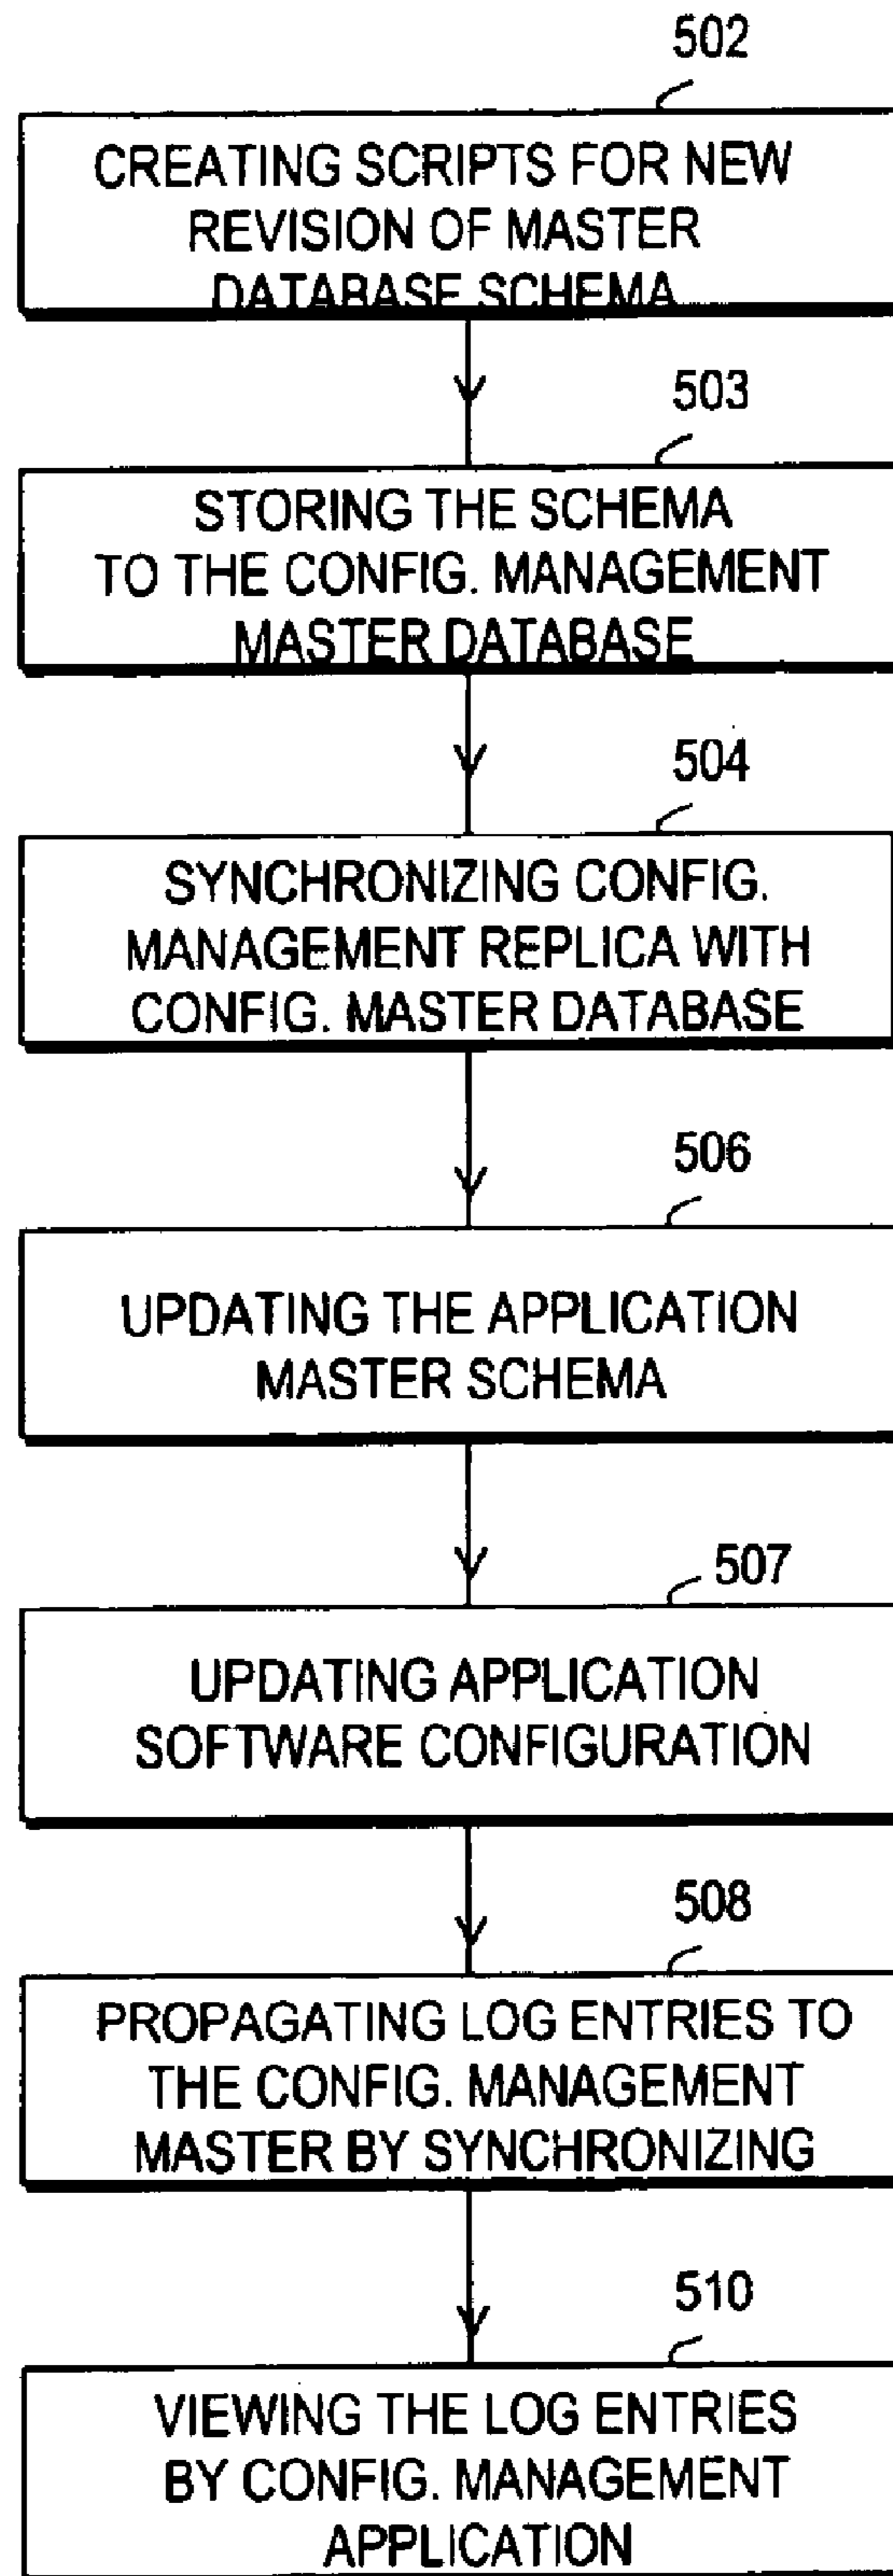 502
CREATING SCRIPTS FOR NEW
REVISION OF MASTER
DATABASE SCHEMA
503
STORING THE SCHEMA
TO THE CONFIG. MANAGEMENT
MASTER DATABASE
504
SYNCHRONIZING CONFIG.
MANAGEMENT REPLICA WITH
CONFIG. MASTER DATABASE
506
UPDATING THE APPLICATION
MASTER SCHEMA
507
UPDATING APPLICATION
SOFTWARE CONFIGURATION
508
PROPAGATING LOG ENTRIES TO
THE CONFIG. MANAGEMENT
MASTER BY SYNCHRONIZING
510
VIEWING THE LOG ENTRIES
BY CONFIG. MANAGEMENT
APPLICATION